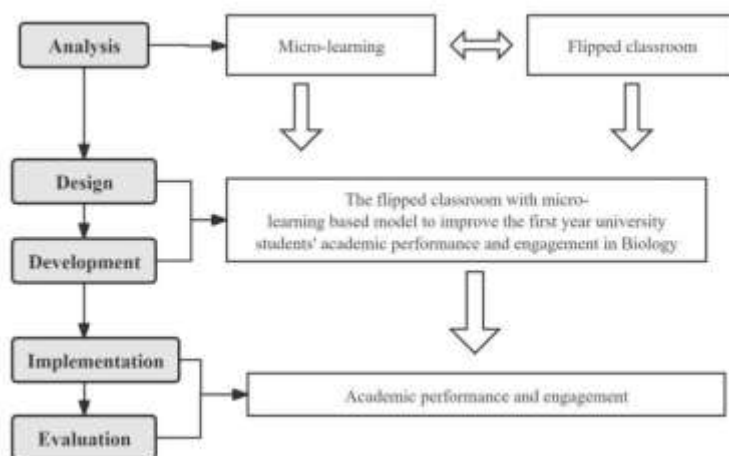 Analysis
Micro-learning
Flipped classroom
Design
The flipped classroom with micro-
learning based model to improve the first year university
students' academic performance and engagement in Biology
Development
Implementation
Academic performance and engagement
Evaluation